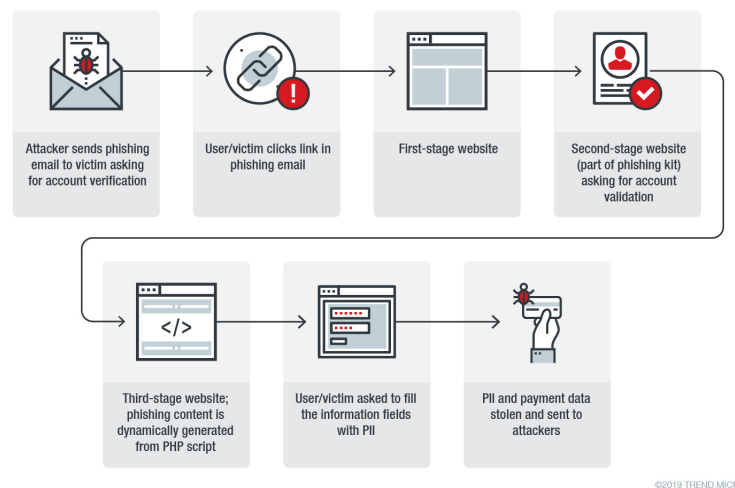 Attacker sends phishing
email to victim asking
for account verification
User/victim clicks link in
phishing email
First-stage website
Second-stage website
(part of phishing kit)
asking for account
validation
</>
Third-stage website;
phishing content is
dynamically generated
from PHP script
User/victim asked to fill
the information fields
with PII
PII and payment data
stolen and sent to
attackers
©2019 TREND